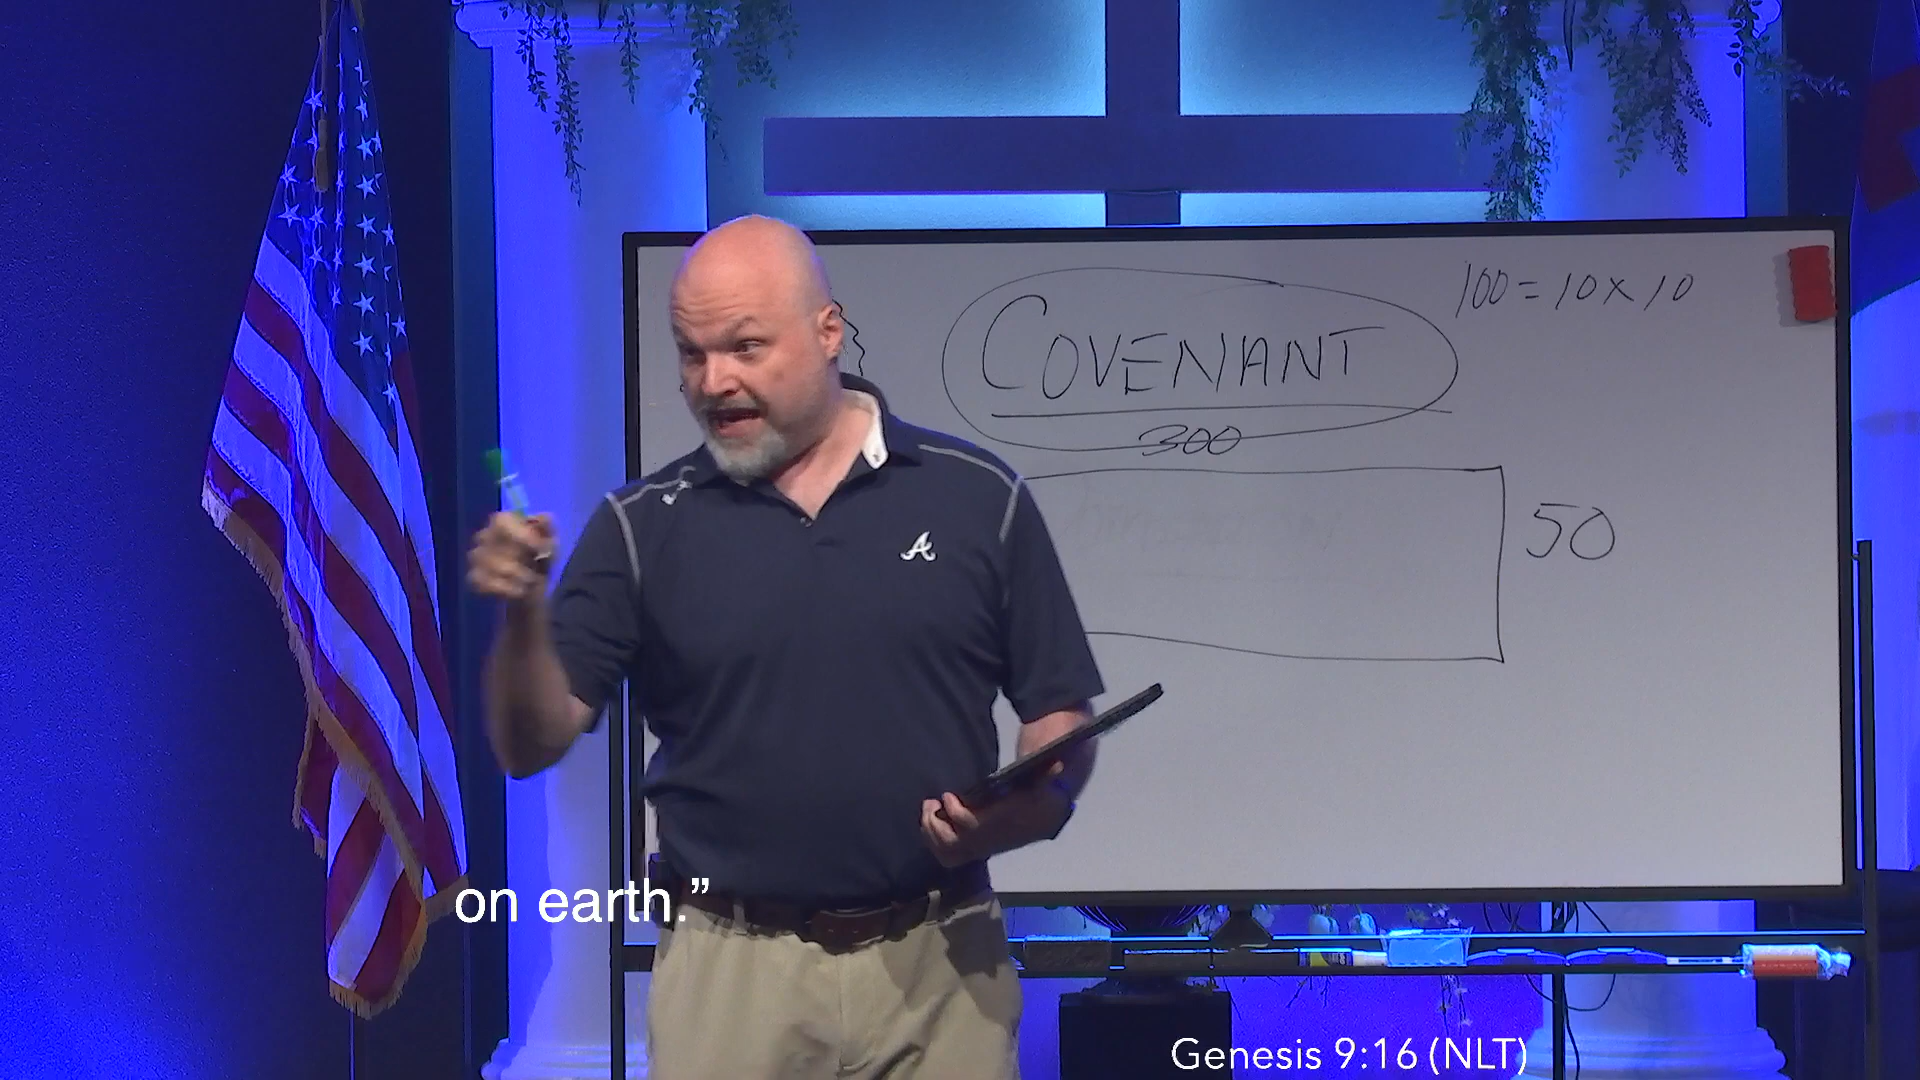 100 = 10 x 10
COVENANT
300
50
A
on earth.”
Genesis 9:16 (NLT)